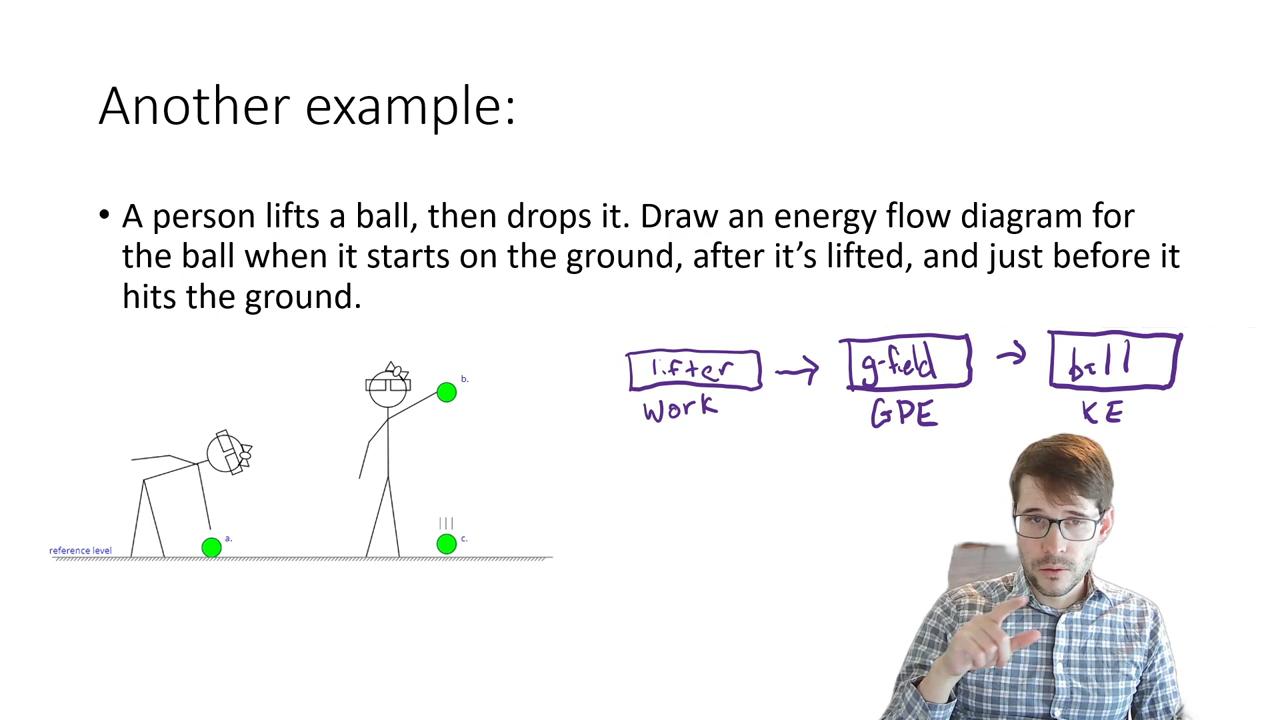 Another example:
• A person lifts a ball, then drops it. Draw an energy flow diagram for
the ball when it starts on the ground, after it’s lifted, and just before it
hits the ground.
lifter → g-field → ball
Work GPE KE
b.
a.
c.
reference level